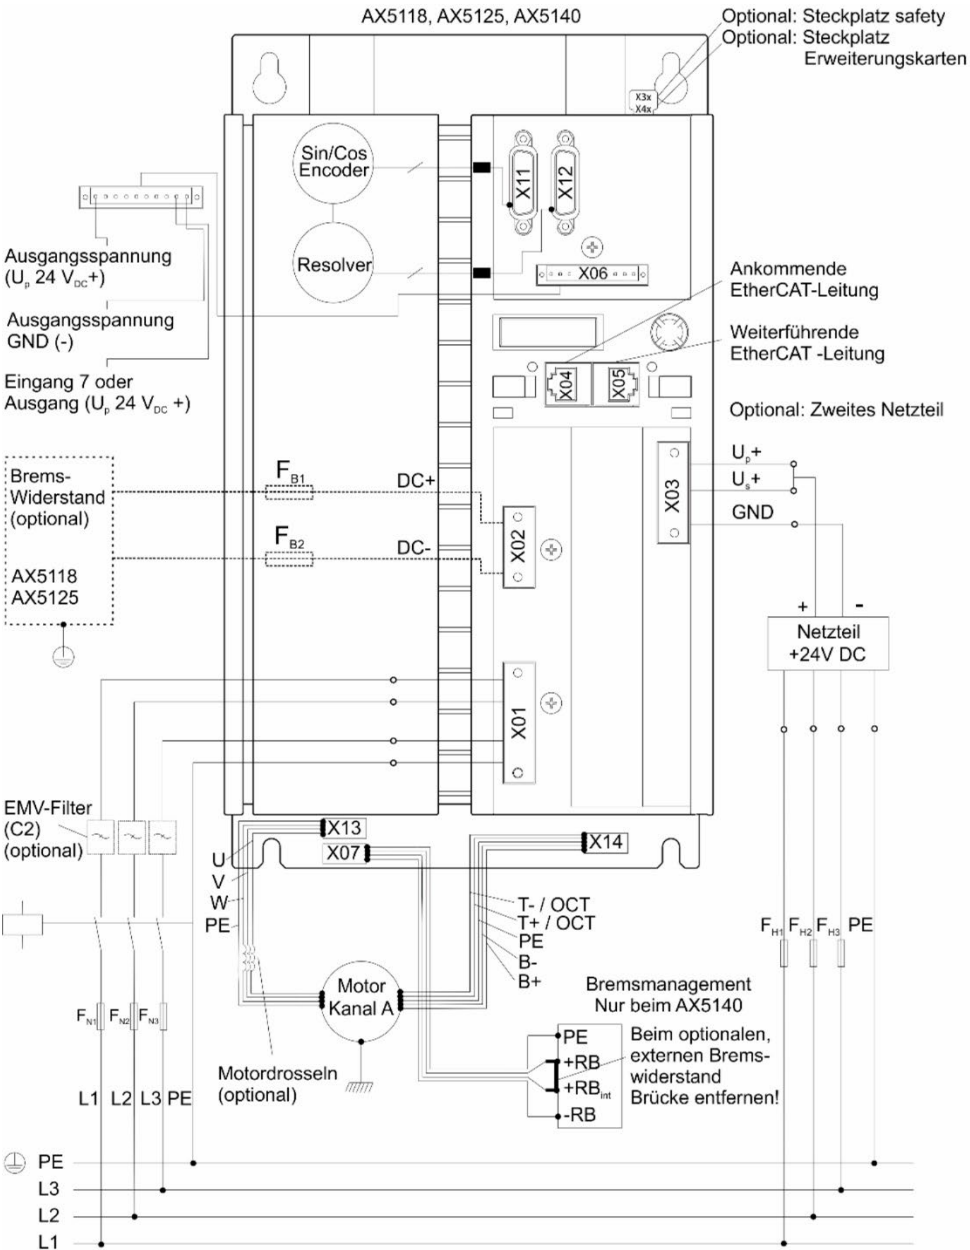 AX5118, AX5125, AX5140
Optional: Steckplatz safety
Optional: Steckplatz
Erweiterungskarten
X3x
X4x
Sin/Cos
Encoder
X11
X12
Resolver
X06
Ausgangsspannung
(Up 24 VDC+)
Ausgangsspannung
GND (-)
Eingang 7 oder
Ausgang (Up 24 VDC +)
Ankommende
EtherCAT-Leitung
Weiterführende
EtherCAT -Leitung
X04
X05
Optional: Zweites Netzteil
Brems-
Widerstand
(optional)
AX5118
AX5125
FB1
DC+
FB2
DC-
X02
X03
Up+
Us+
GND
+ -
Netzteil
+24V DC
X01
EMV-Filter
(C2)
(optional)
X13
X07
X14
U
V
W
PE
T- / OCT
T+ / OCT
PE
B-
B+
Motor
Kanal A
Motordrosseln
(optional)
Bremsmanagement
Nur beim AX5140
PE
+RB
+RBint
-RB
Beim optionalen,
externen Brems-
widerstand
Brücke entfernen!
FH1 FH2 FH3 PE
FN1 FN2 FN3
L1 L2 L3 PE
PE
L3
L2
L1